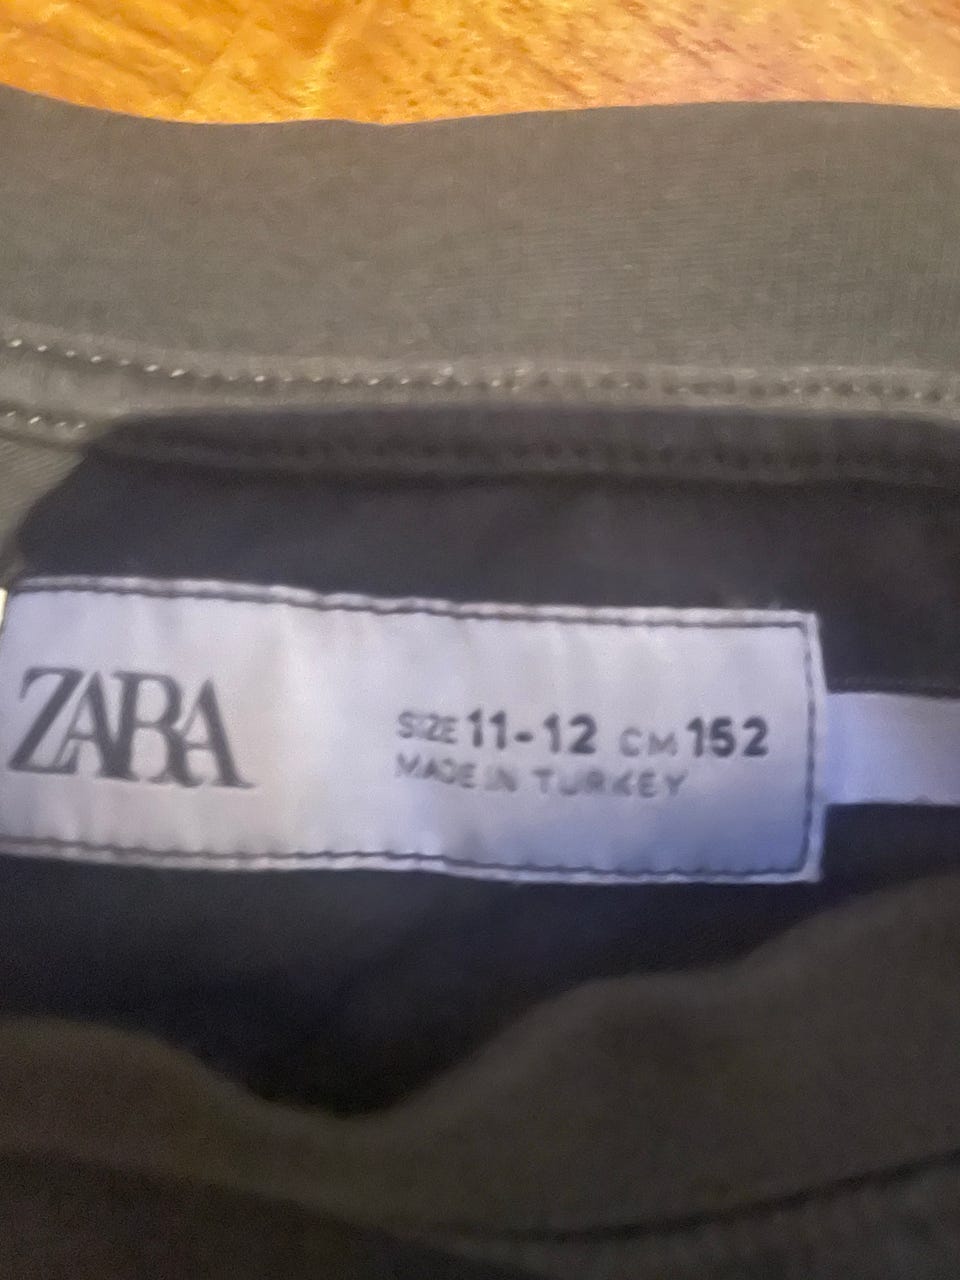 ZARA
SIZE 11-12 CM 152
MADE IN TURKEY